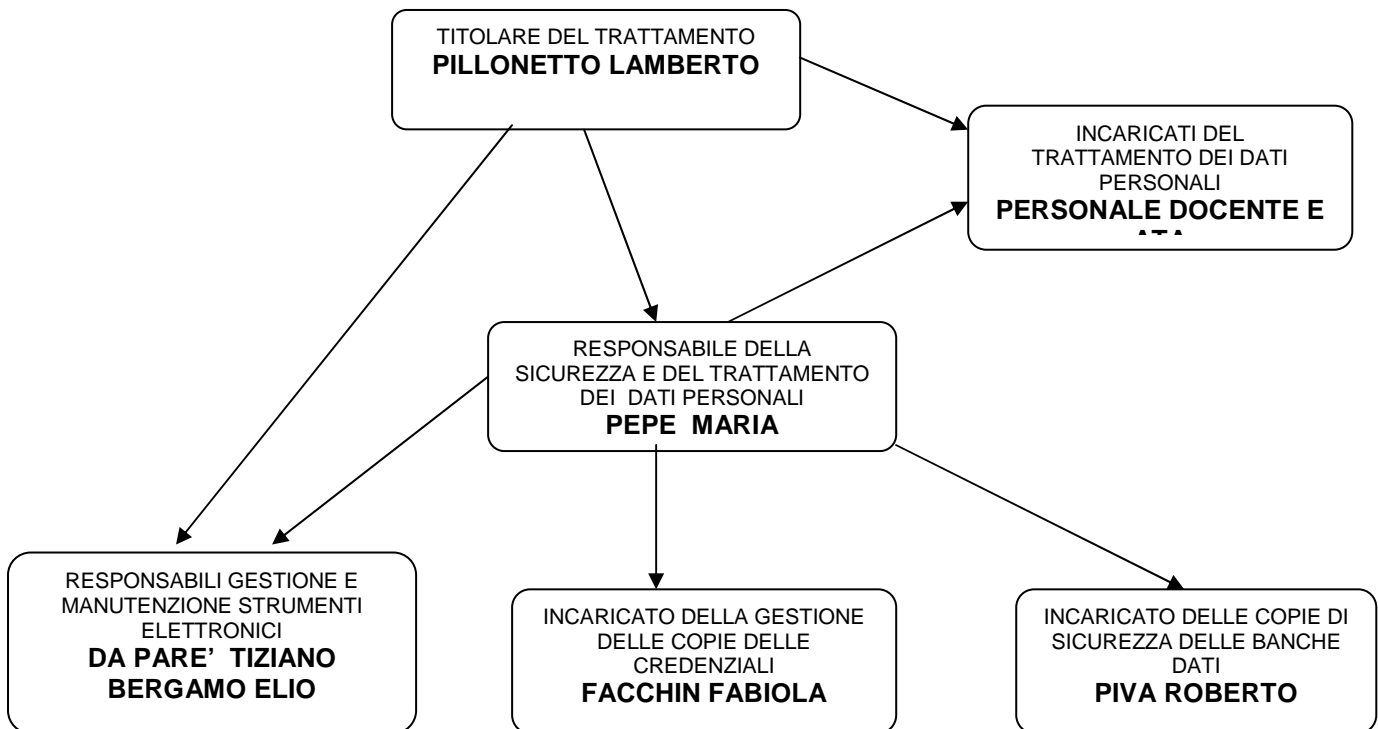 TITOLARE DEL TRATTAMENTO
PILLONETTO LAMBERTO
INCARICATI DEL
TRATTAMENTO DEI DATI
PERSONALI
PERSONALE DOCENTE E
RESPONSABILE DELLA
SICUREZZA E DEL TRATTAMENTO
DEI DATI PERSONALI
PEPE MARIA
RESPONSABILI GESTIONE E
MANUTENZIONE STRUMENTI
ELETTRONICI
DA PARE’ TIZIANO
BERGAMO ELIO
INCARICATO DELLA GESTIONE
DELLE COPIE DELLE
CREDENZIALI
FACCHIN FABIOLA
INCARICATO DELLE COPIE DI
SICUREZZA DELLE BANCHE
DATI
PIVA ROBERTO